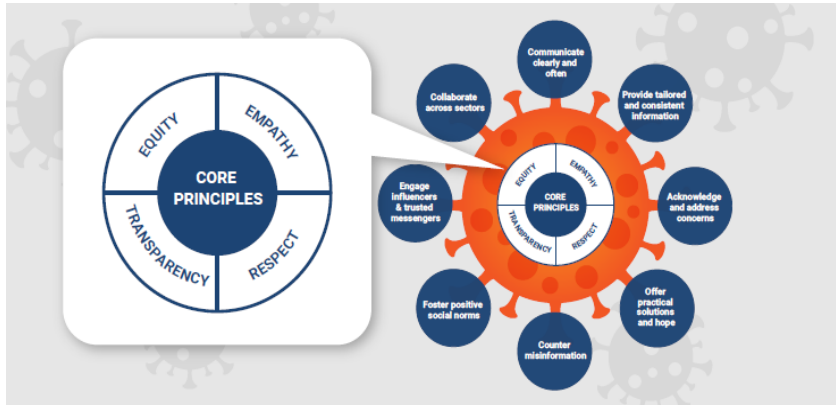 EQUITY
EMPATHY
CORE
PRINCIPLES
TRANSPARENCY
RESPECT
Communicate
clearly and
often
Provide tailored
and consistent
information
Acknowledge
and address
concerns
Offer
practical
solutions
and hope
Counter
misinformation
Foster positive
social norms
Engage
influencers
& trusted
messengers
Collaborate
across sectors
EQUITY
EMPATHY
CORE
PRINCIPLES
TRANSPARENCY
RESPECT